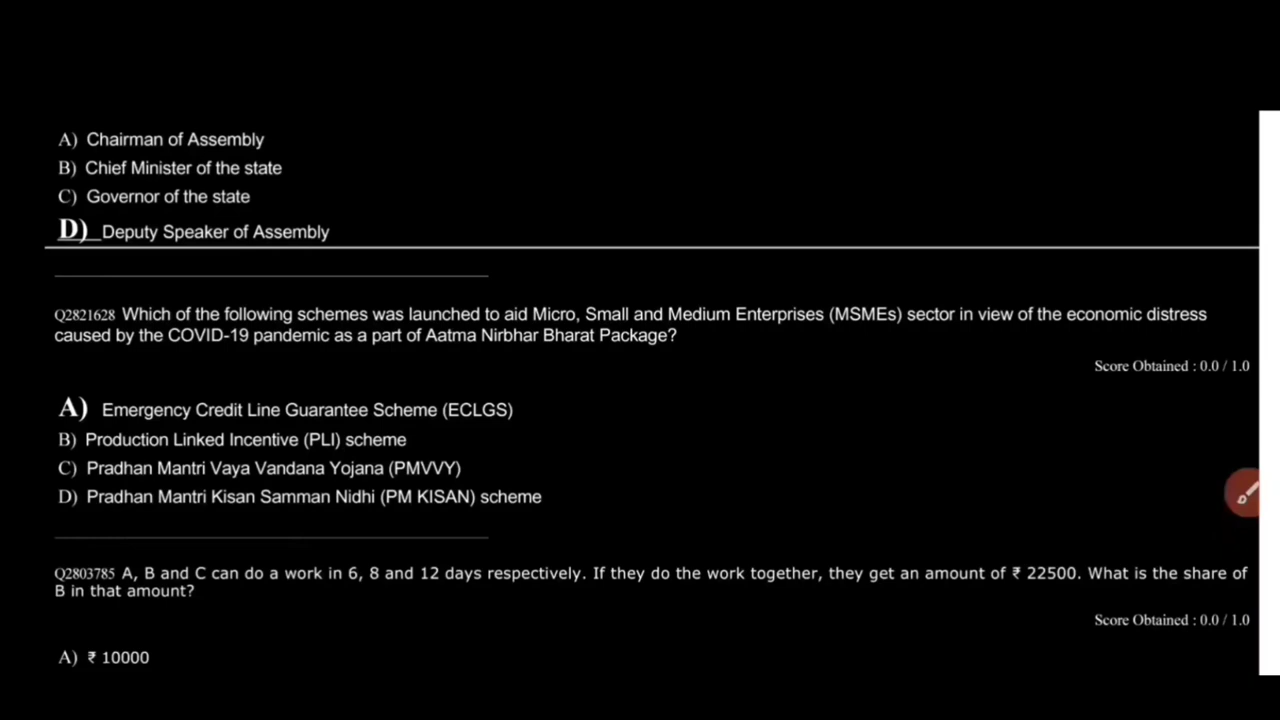 A) Chairman of Assembly
B) Chief Minister of the state
C) Governor of the state
D) Deputy Speaker of Assembly
Q2821628 Which of the following schemes was launched to aid Micro, Small and Medium Enterprises (MSMEs) sector in view of the economic distress
caused by the COVID-19 pandemic as a part of Aatma Nirbhar Bharat Package?
Score Obtained : 0.0 / 1.0
A) Emergency Credit Line Guarantee Scheme (ECLGS)
B) Production Linked Incentive (PLI) scheme
C) Pradhan Mantri Vaya Vandana Yojana (PMVVY)
D) Pradhan Mantri Kisan Samman Nidhi (PM KISAN) scheme
Q2803785 A, B and C can do a work in 6, 8 and 12 days respectively. If they do the work together, they get an amount of ₹ 22500. What is the share of
B in that amount?
Score Obtained : 0.0 / 1.0
A) ₹ 10000